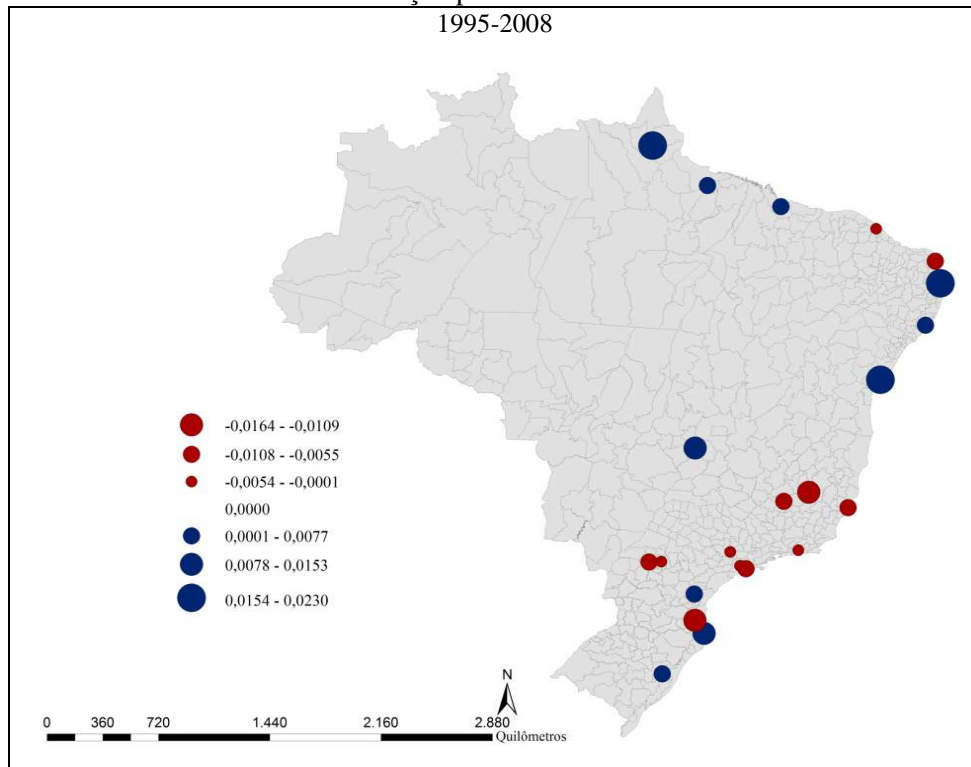 1995-2008
-0,0164 - -0,0109
-0,0108 - -0,0055
-0,0054 - -0,0001
0,0000
0,0001 - 0,0077
0,0078 - 0,0153
0,0154 - 0,0230
N
0 360 720 1.440 2.160 2.880
Quilômetros